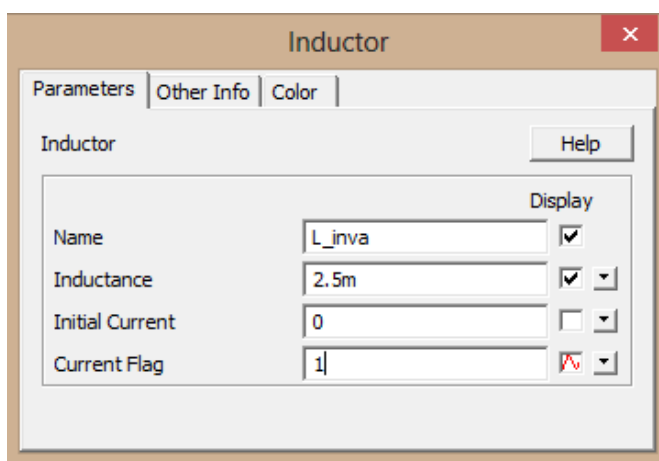 Inductor
Parameters Other Info Color
Inductor Help
Display
Name L_inva
Inductance 2.5m
Initial Current 0
Current Flag 1